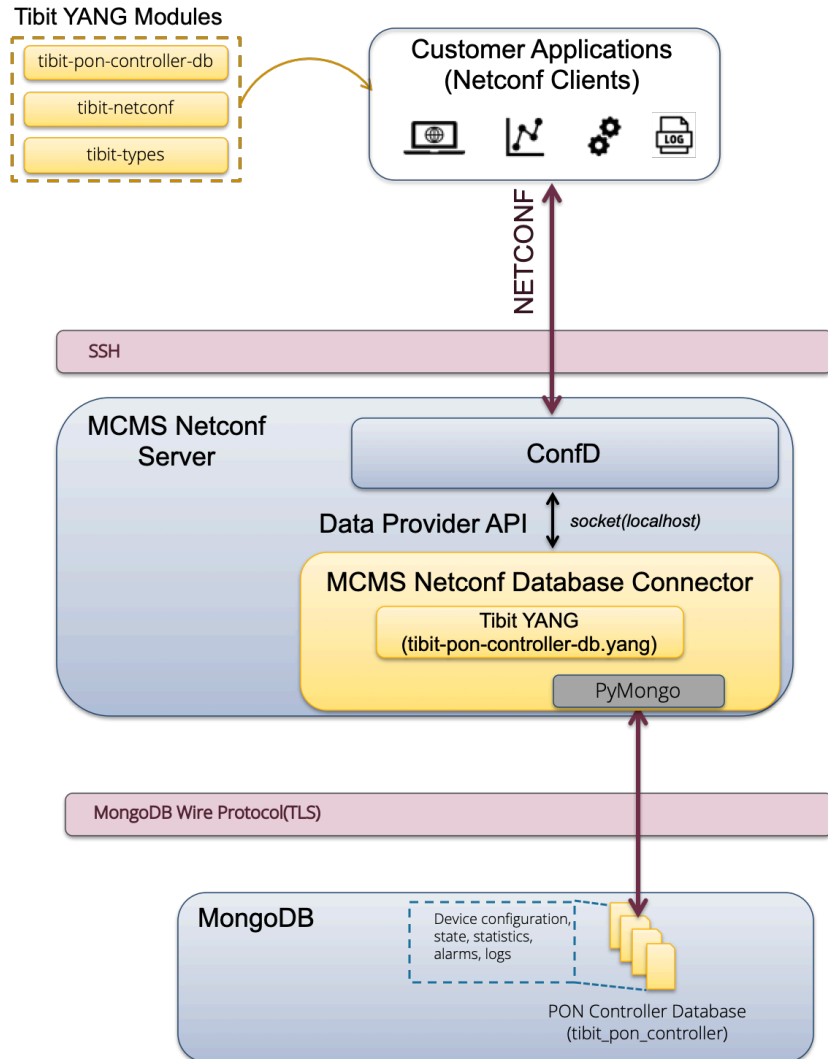 Tibit YANG Modules
tibit-pon-controller-db
tibit-netconf
tibit-types
Customer Applications
(Netconf Clients)
LOG
NETCONF
SSH
MCMS Netconf
Server
ConfD
Data Provider API
socket(localhost)
MCMS Netconf Database Connector
Tibit YANG
(tibit-pon-controller-db.yang)
PyMongo
MongoDB Wire Protocol(TLS)
MongoDB
Device configuration,
state, statistics,
alarms, logs
PON Controller Database
(tibit_pon_controller)